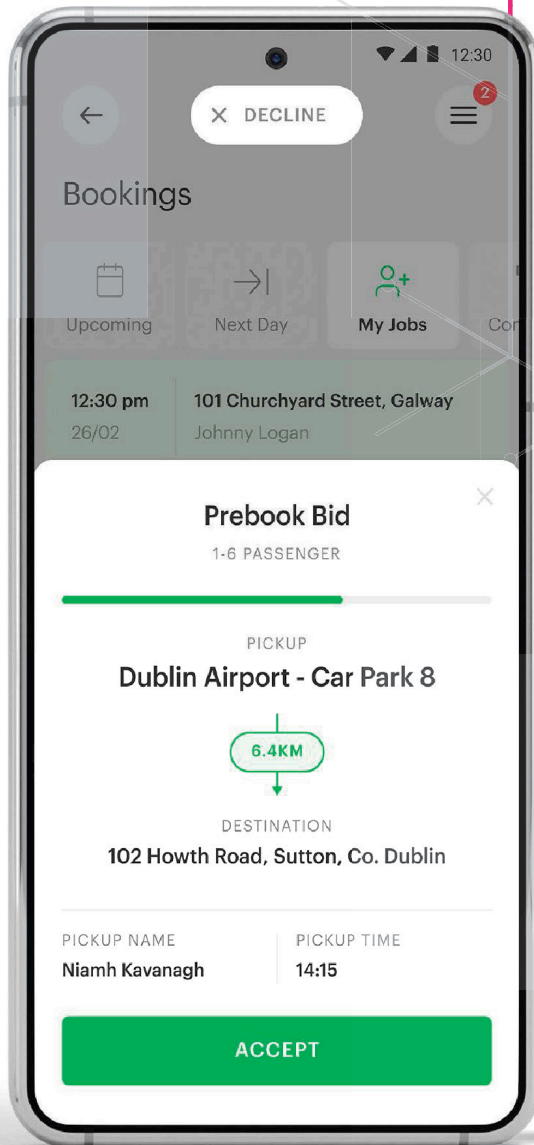 12:30
DECLINE
2
Bookings
Upcoming
Next Day
My Jobs
12:30 pm
101 Churchyard Street, Galway
26/02
Johnny Logan
Prebook Bid
1-6 PASSENGER
PICKUP
Dublin Airport - Car Park 8
6.4KM
DESTINATION
102 Howth Road, Sutton, Co. Dublin
PICKUP NAME
PICKUP TIME
Niamh Kavanagh
14:15
ACCEPT